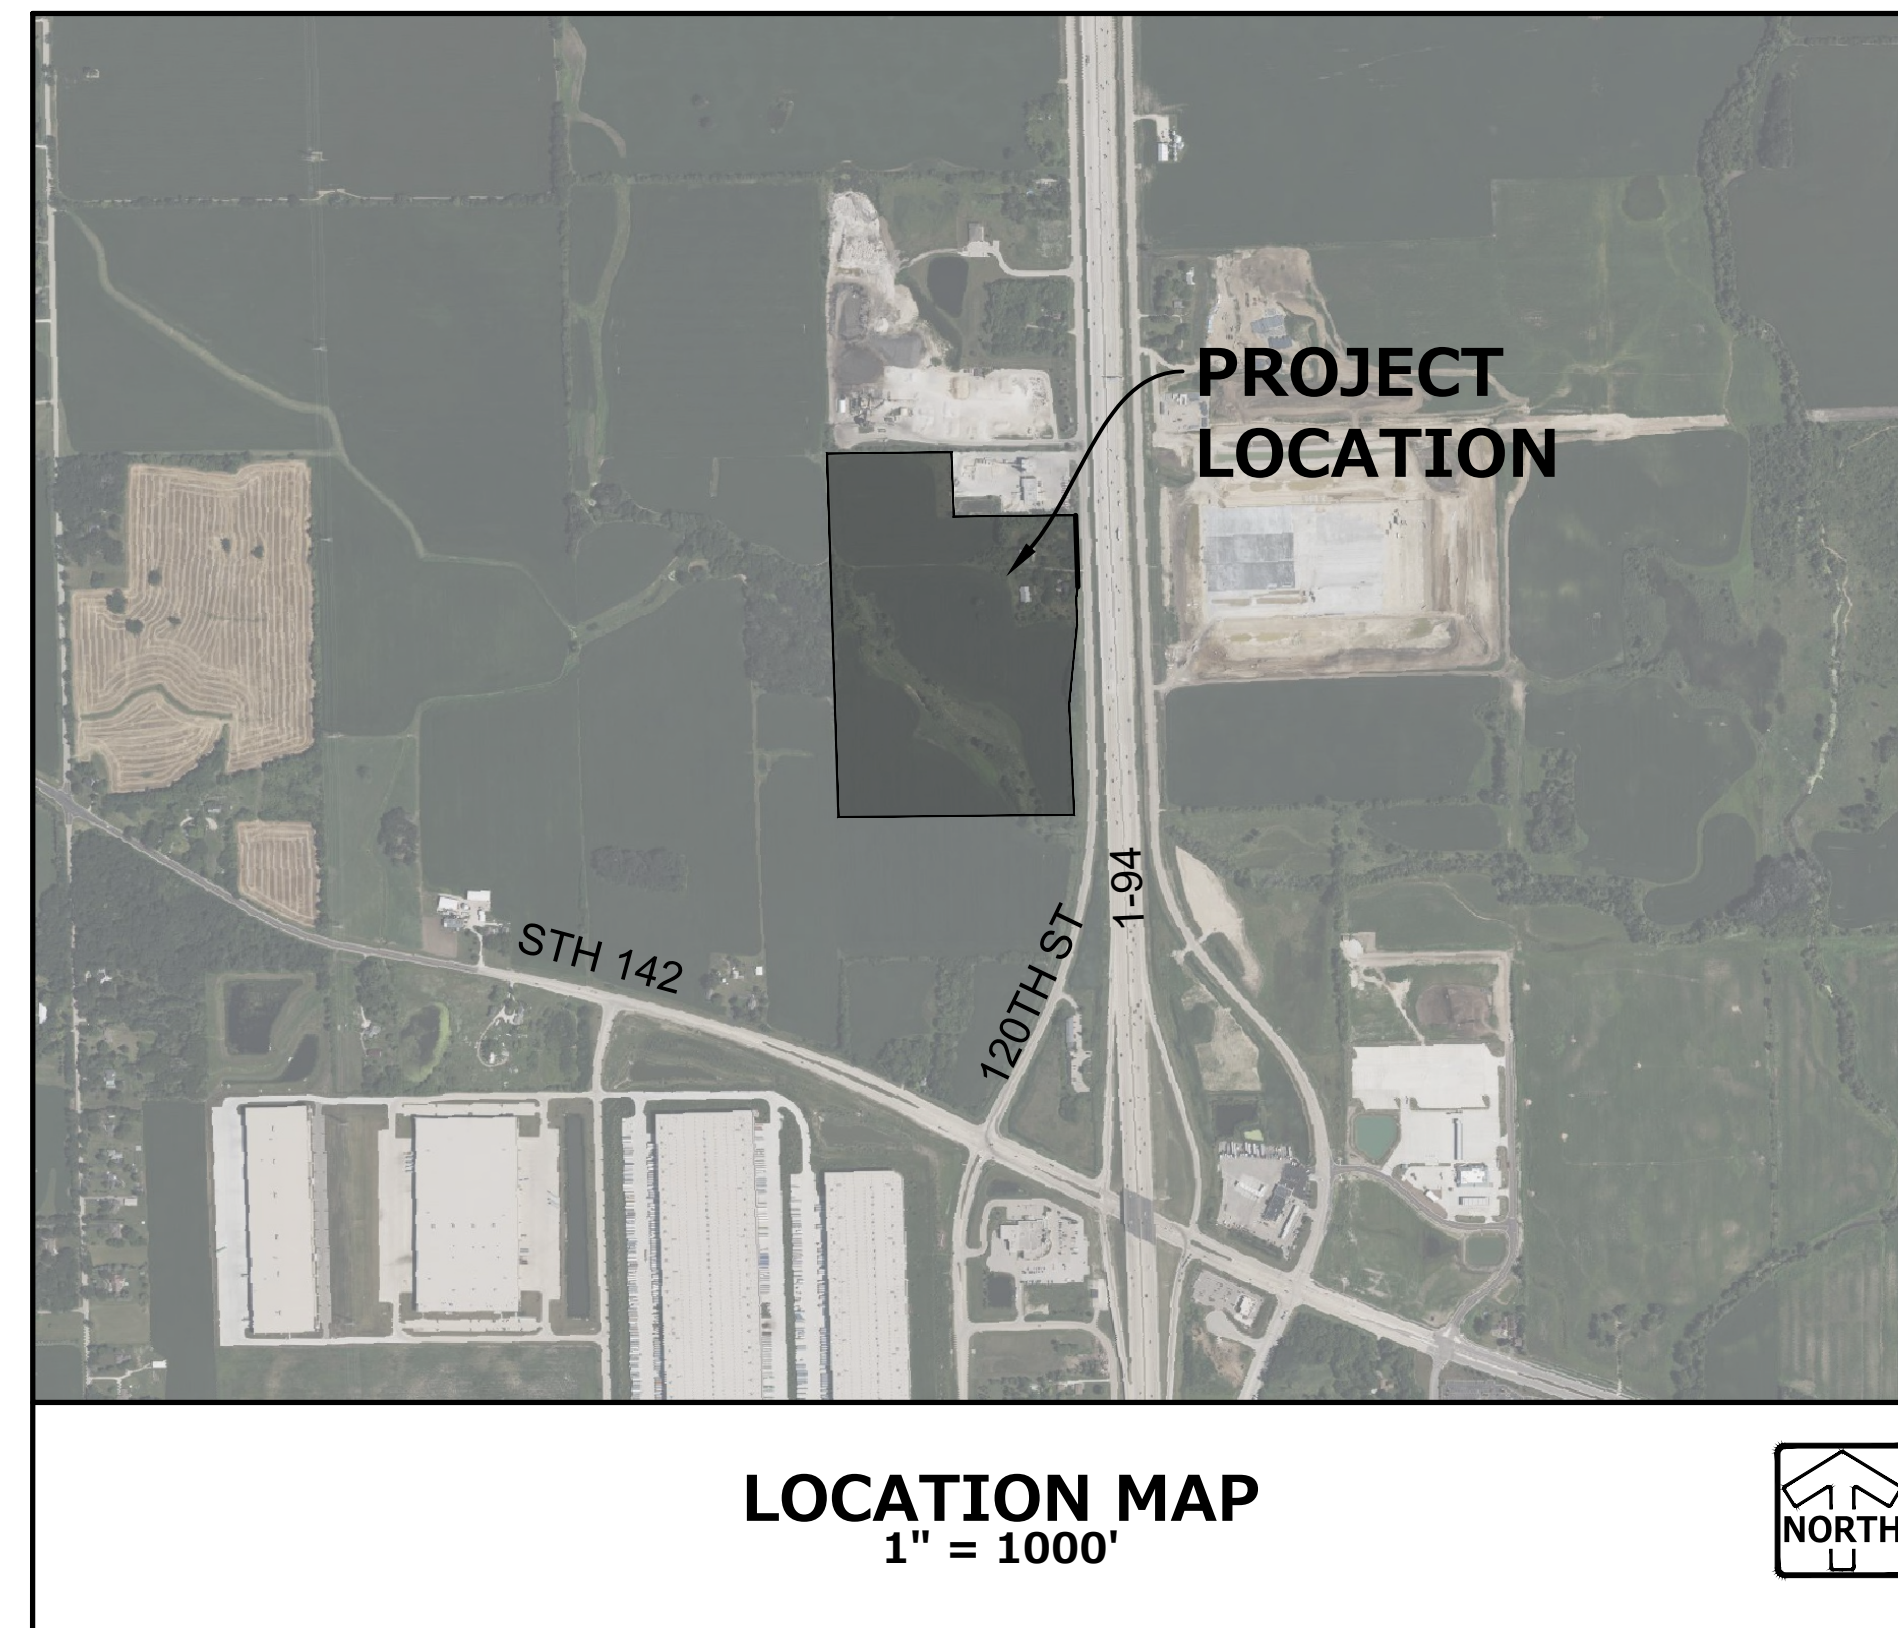 PROJECT
LOCATION
1-94
120TH ST
STH 142
LOCATION MAP
1" = 1000'
NORTH